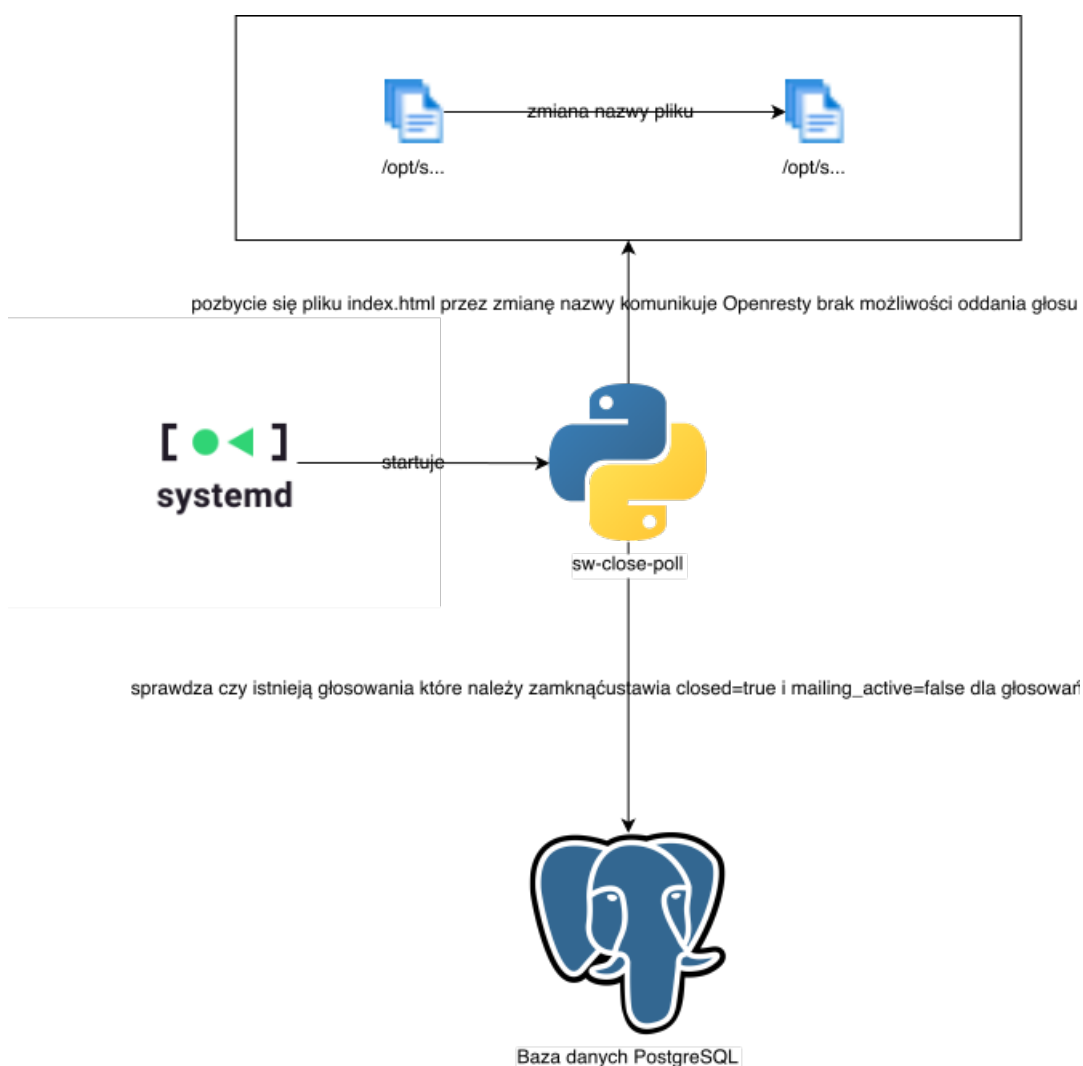 zmiana nazwy pliku
/opt/s...
/opt/s...
pozbycie się pliku index.html przez zmianę nazwy komunikuje Openresty brak możliwości oddania głosu
[ ]
systemd
startuje
sw-close-poll
sprawdza czy istnieją głosowania które należy zamknąćustawia closed=true i mailing_active=false dla głosowań
Baza danych PostgreSQL